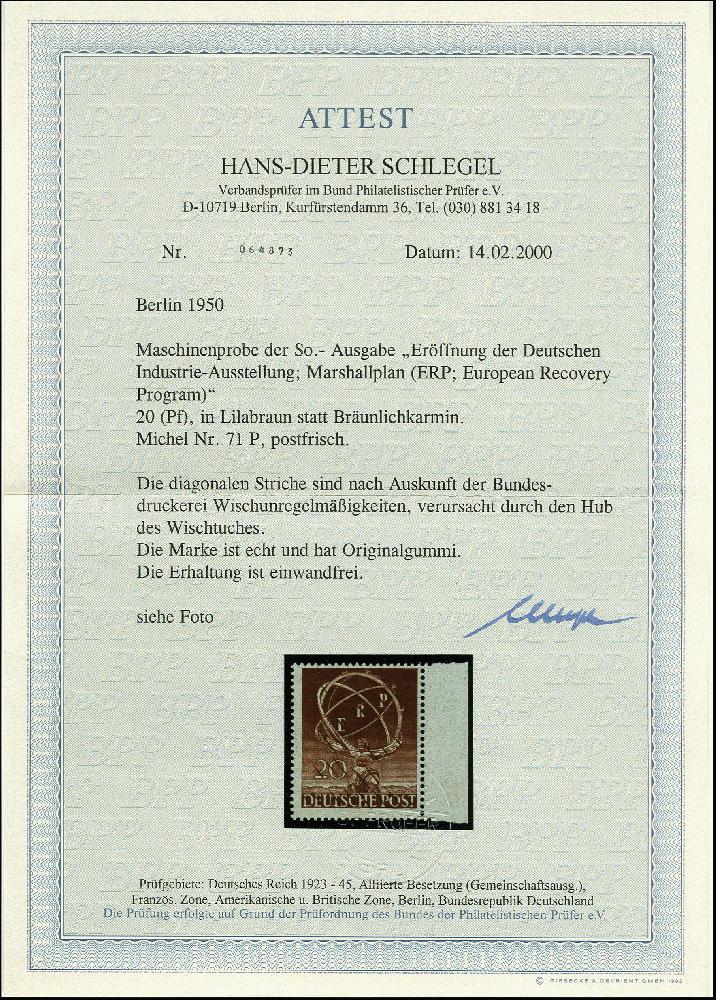 ATTEST
HANS-DIETER SCHLEGEL
Verbandsprüfer im Bund Philatelistischer Prüfer e.V.
D-10719 Berlin, Kurfürstendamm 36, Tel. (030) 881 34 18
Nr. 064873 Datum: 14.02.2000
Berlin 1950
Maschinenprobe der So.- Ausgabe „Eröffnung der Deutschen
Industrie-Ausstellung; Marshallplan (ERP; European Recovery
Program)“
20 (Pf), in Lilabraun statt Bräunlichkarmin.
Michel Nr. 71 P, postfrisch.
Die diagonalen Striche sind nach Auskunft der Bundes-
druckerei Wischunregelmäßigkeiten, verursacht durch den Hub
des Wischtuches.
Die Marke ist echt und hat Originalgummi.
Die Erhaltung ist einwandfrei.
siehe Foto
E R P
20
DEUTSCHE POST
Prüfgebiete: Deutsches Reich 1923 - 45, Alliierte Besetzung (Gemeinschaftsausg.),
Französ. Zone, Amerikanische u. Britische Zone, Berlin, Bundesrepublik Deutschland
Die Prüfung erfolgte auf Grund der Prüfordnung des Bundes der Philatelistischen Prüfer e.V.
© GIESECKE & DEVRIENT GMBH 1992